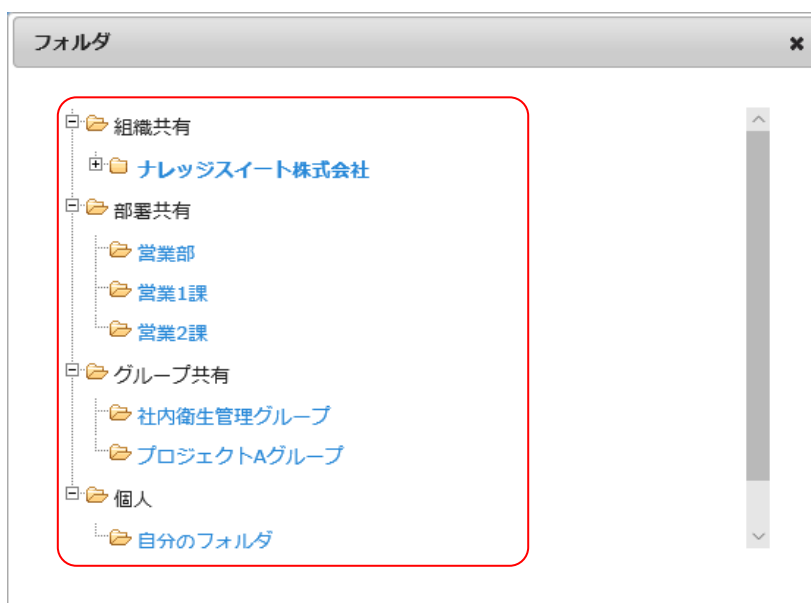 フォルダ
組織共有
ナレッジスイート株式会社
部署共有
営業部
営業1課
営業2課
グループ共有
社内衛生管理グループ
プロジェクトAグループ
個人
自分のフォルダ